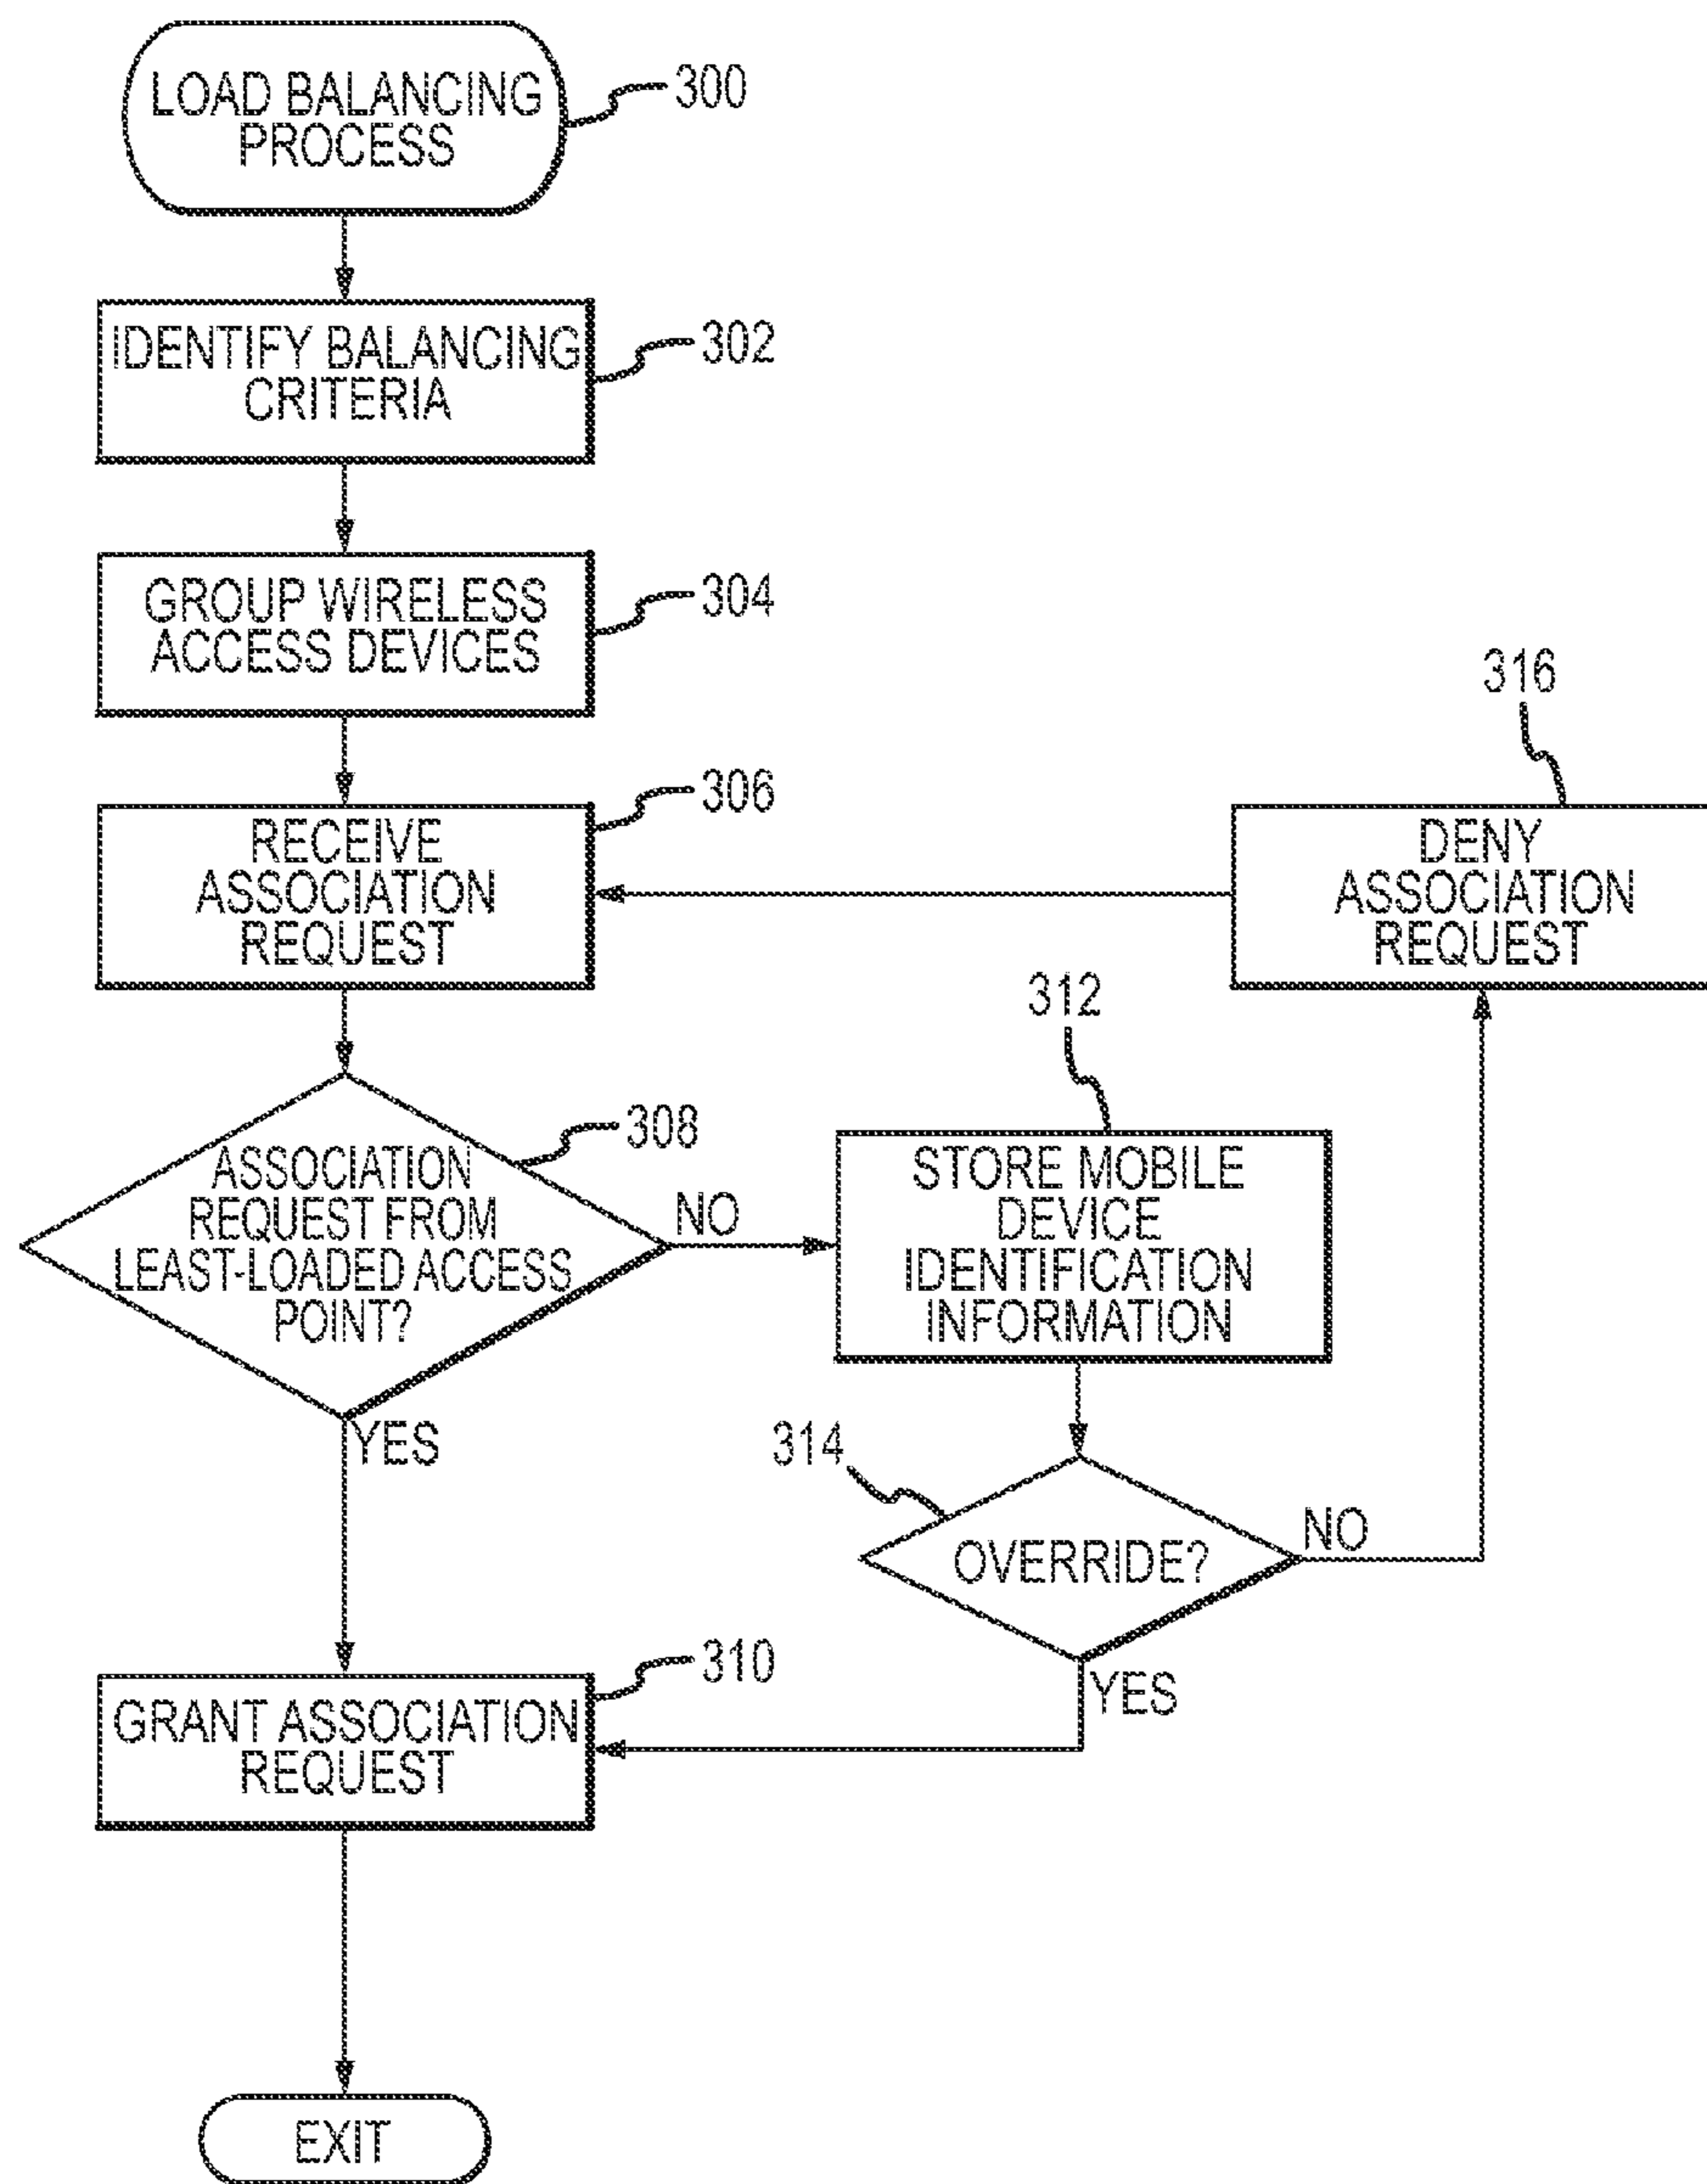 LOAD BALANCING
PROCESS
300
IDENTIFY BALANCING
CRITERIA
302
GROUP WIRELESS
ACCESS DEVICES
304
RECEIVE
ASSOCIATION
REQUEST
306
DENY
ASSOCIATION
REQUEST
316
ASSOCIATION
REQUEST FROM
LEAST-LOADED ACCESS
POINT?
308
NO
YES
STORE MOBILE
DEVICE
IDENTIFICATION
INFORMATION
312
OVERRIDE?
314
NO
YES
GRANT ASSOCIATION
REQUEST
310
EXIT